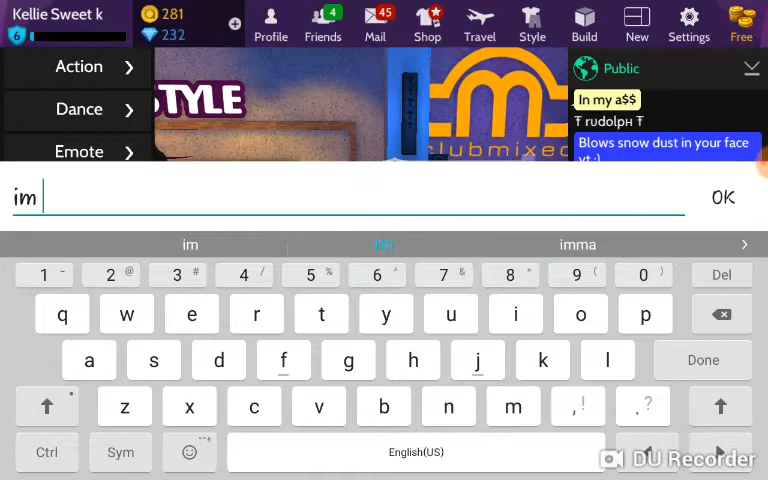 Kellie Sweet k
6
281
232
Profile
4
Friends
45
Mail
Shop
Travel
Style
Build
New
Settings
Free
Action
Dance
Emote
STYLE
clubmixed
Public
In my a$$
Ŧ rυdolpн Ŧ
Blows snow dust in your face
vt :)
im
OK
im I'm imma
1 - 2 @ 3 # 4 / 5 % 6 ^ 7 & 8 * 9 ( 0 ) Del
q w e r t y u i o p
a s d f g h j k l Done
z x c v b n m , ! . ?
Ctrl Sym English(US)
DU Recorder